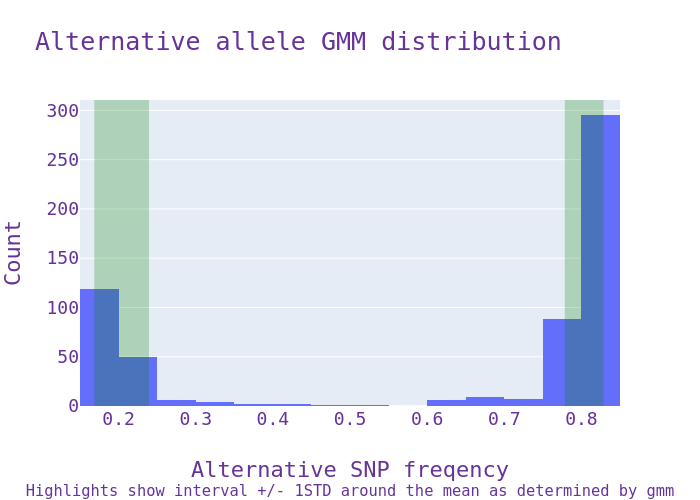 Alternative allele GMM distribution
300
250
200
150
100
50
0
Count
0.2 0.3 0.4 0.5 0.6 0.7 0.8
Alternative SNP freqency
Highlights show interval +/- 1STD around the mean as determined by gmm